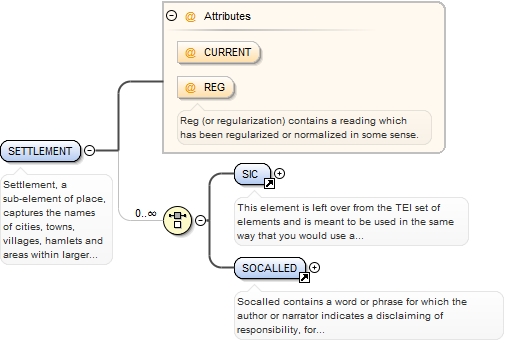 Attributes
@ CURRENT
@ REG
Reg (or regularization) contains a reading which
has been regularized or normalized in some sense.
SETTLEMENT
Settlement, a
sub-element of place,
captures the names
of cities, towns,
villages, hamlets and
areas within larger...
0..∞
SIC
This element is left over from the TEI set of
elements and is meant to be used in the same
way that you would use a...
SOCALLED
Socalled contains a word or phrase for which the
author or narrator indicates a disclaiming of
responsibility, for...